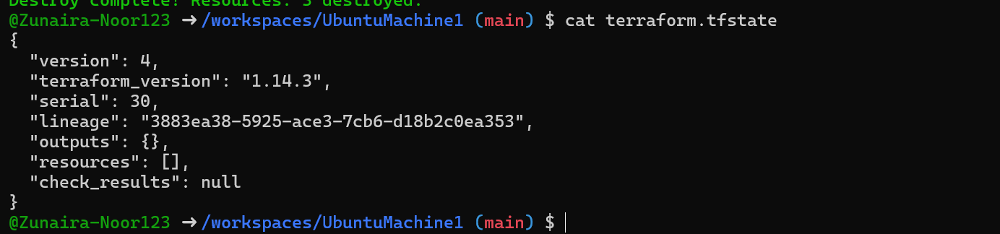 Destroy complete! Resources: 3 destroyed.
@Zunaira-Noor123 ➜ /workspaces/UbuntuMachine1 (main) $ cat terraform.tfstate
{
  "version": 4,
  "terraform_version": "1.14.3",
  "serial": 30,
  "lineage": "3883ea38-5925-ace3-7cb6-d18b2c0ea353",
  "outputs": {},
  "resources": [],
  "check_results": null
}
@Zunaira-Noor123 ➜ /workspaces/UbuntuMachine1 (main) $